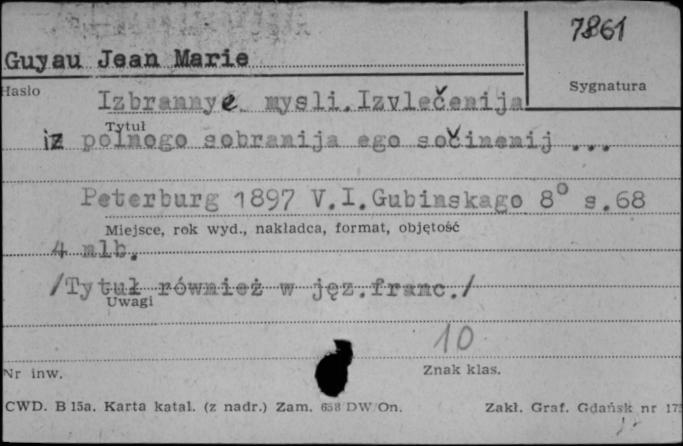 7861
Guyau Jean Marie
Hasło
Sygnatura
Izbrannye mysli.Izvlečenija
Tytuł
iz polnogo sobranija ego sočinenij ...
Peterburg 1897 V.I.Gubinskago 8° s.68
Miejsce, rok wyd., nakładca, format, objętość
4 nlb.
/Tytuł również w jęz.franc./
Uwagi
10
Nr inw.
Znak klas.
CWD. B 15a. Karta katal. (z nadr.) Zam. 658 DW/On. Zakł. Graf. Gdańsk nr